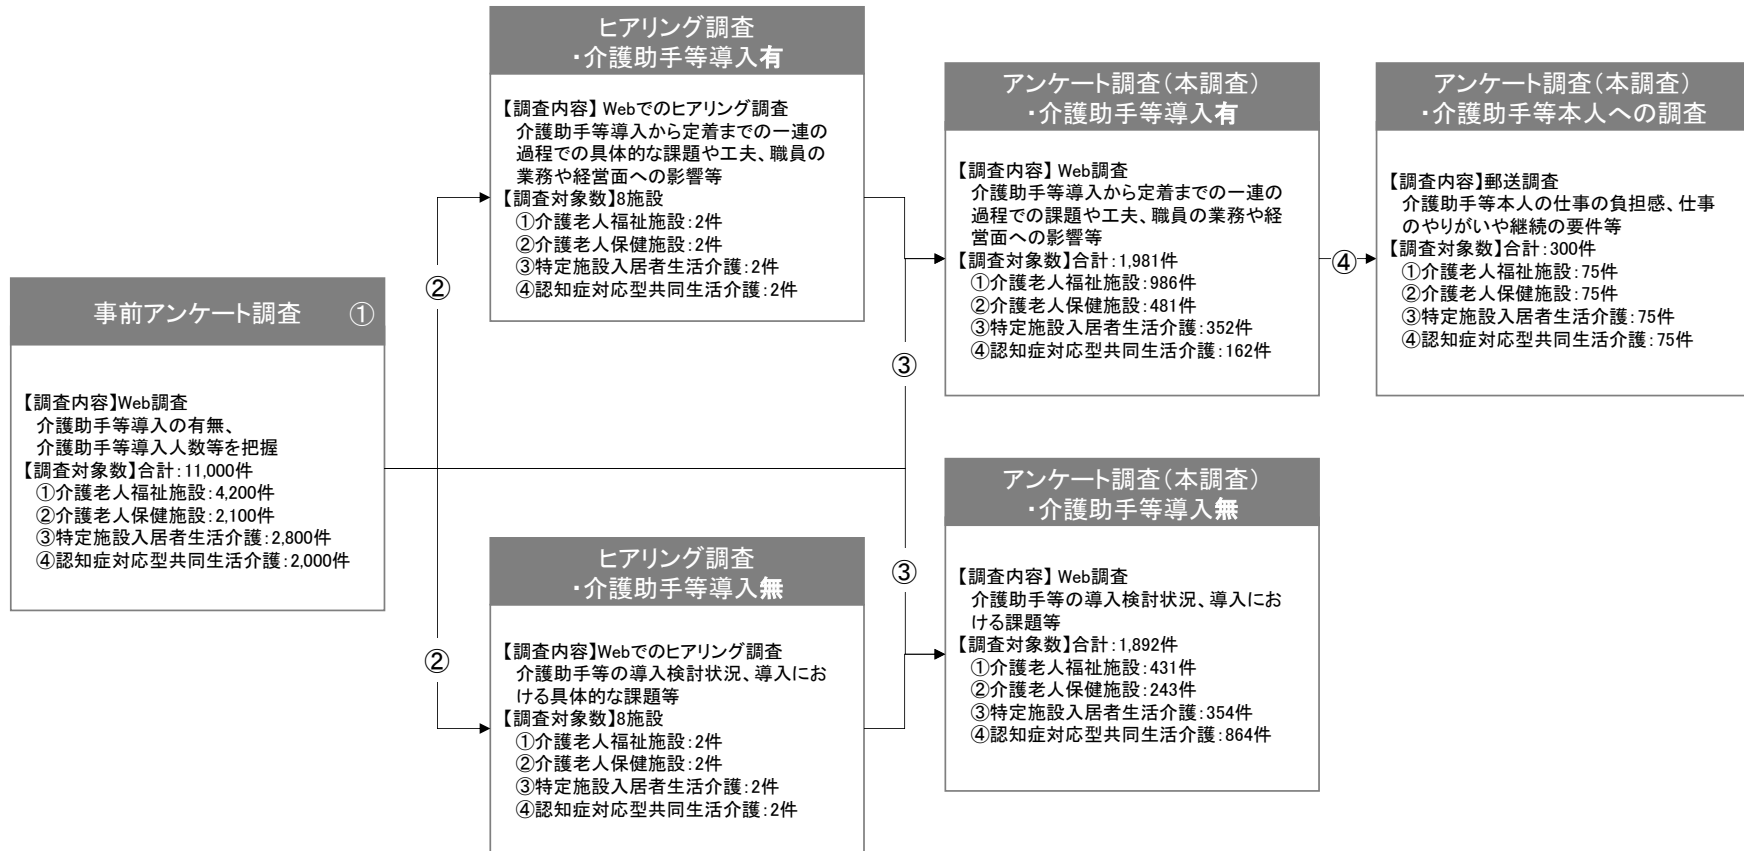 事前アンケート調査 ①
【調査内容】Web調査
介護助手等導入の有無、
介護助手等導入人数等を把握
【調査対象数】合計:11,000件
①介護老人福祉施設:4,200件
②介護老人保健施設:2,100件
③特定施設入居者生活介護:2,800件
④認知症対応型共同生活介護:2,000件
②
②
ヒアリング調査
・介護助手等導入有
【調査内容】Webでのヒアリング調査
介護助手等導入から定着までの一連の
過程での具体的な課題や工夫、職員の
業務や経営面への影響等
【調査対象数】8施設
①介護老人福祉施設:2件
②介護老人保健施設:2件
③特定施設入居者生活介護:2件
④認知症対応型共同生活介護:2件
ヒアリング調査
・介護助手等導入無
【調査内容】Webでのヒアリング調査
介護助手等の導入検討状況、導入にお
ける具体的な課題等
【調査対象数】8施設
①介護老人福祉施設:2件
②介護老人保健施設:2件
③特定施設入居者生活介護:2件
④認知症対応型共同生活介護:2件
③
③
アンケート調査(本調査)
・介護助手等導入有
【調査内容】 Web調査
介護助手等導入から定着までの一連の
過程での課題や工夫、職員の業務や経
営面への影響等
【調査対象数】合計:1,981件
①介護老人福祉施設:986件
②介護老人保健施設:481件
③特定施設入居者生活介護:352件
④認知症対応型共同生活介護:162件
アンケート調査(本調査)
・介護助手等導入無
【調査内容】 Web調査
介護助手等の導入検討状況、導入にお
ける課題等
【調査対象数】合計:1,892件
①介護老人福祉施設:431件
②介護老人保健施設:243件
③特定施設入居者生活介護:354件
④認知症対応型共同生活介護:864件
④
アンケート調査(本調査)
・介護助手等本人への調査
【調査内容】郵送調査
介護助手等本人の仕事の負担感、仕事
のやりがいや継続の要件等
【調査対象数】合計:300件
①介護老人福祉施設:75件
②介護老人保健施設:75件
③特定施設入居者生活介護:75件
④認知症対応型共同生活介護:75件